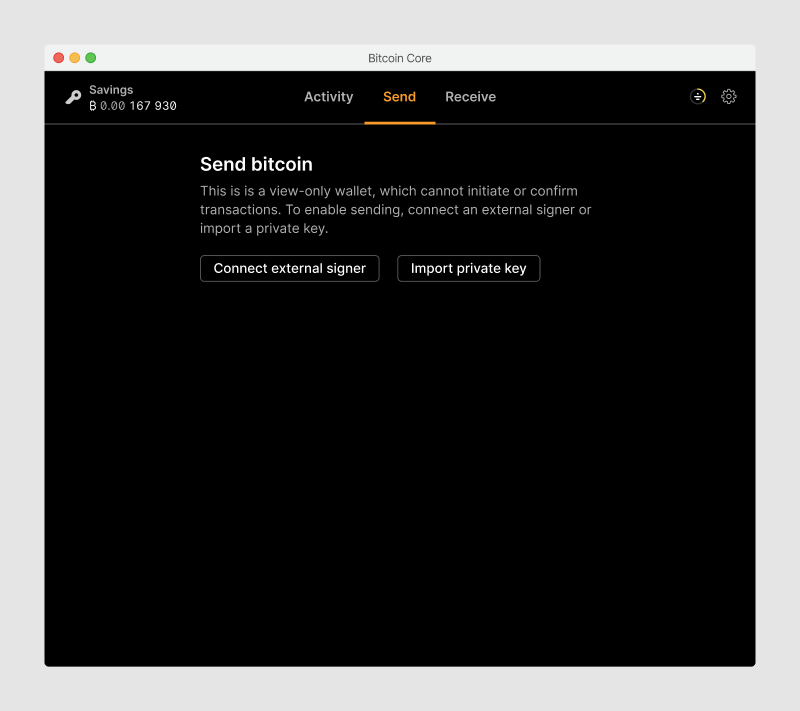 Bitcoin Core
Savings
₿ 0.00 167 930
Activity
Send
Receive
Send bitcoin
This is is a view-only wallet, which cannot initiate or confirm
transactions. To enable sending, connect an external signer or
import a private key.
Connect external signer
Import private key